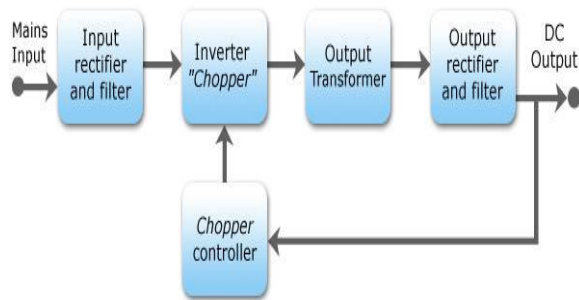 Mains
Input
Input
rectifier
and filter
Inverter
"Chopper"
Output
Transformer
Output
rectifier
and filter
DC
Output
Chopper
controller